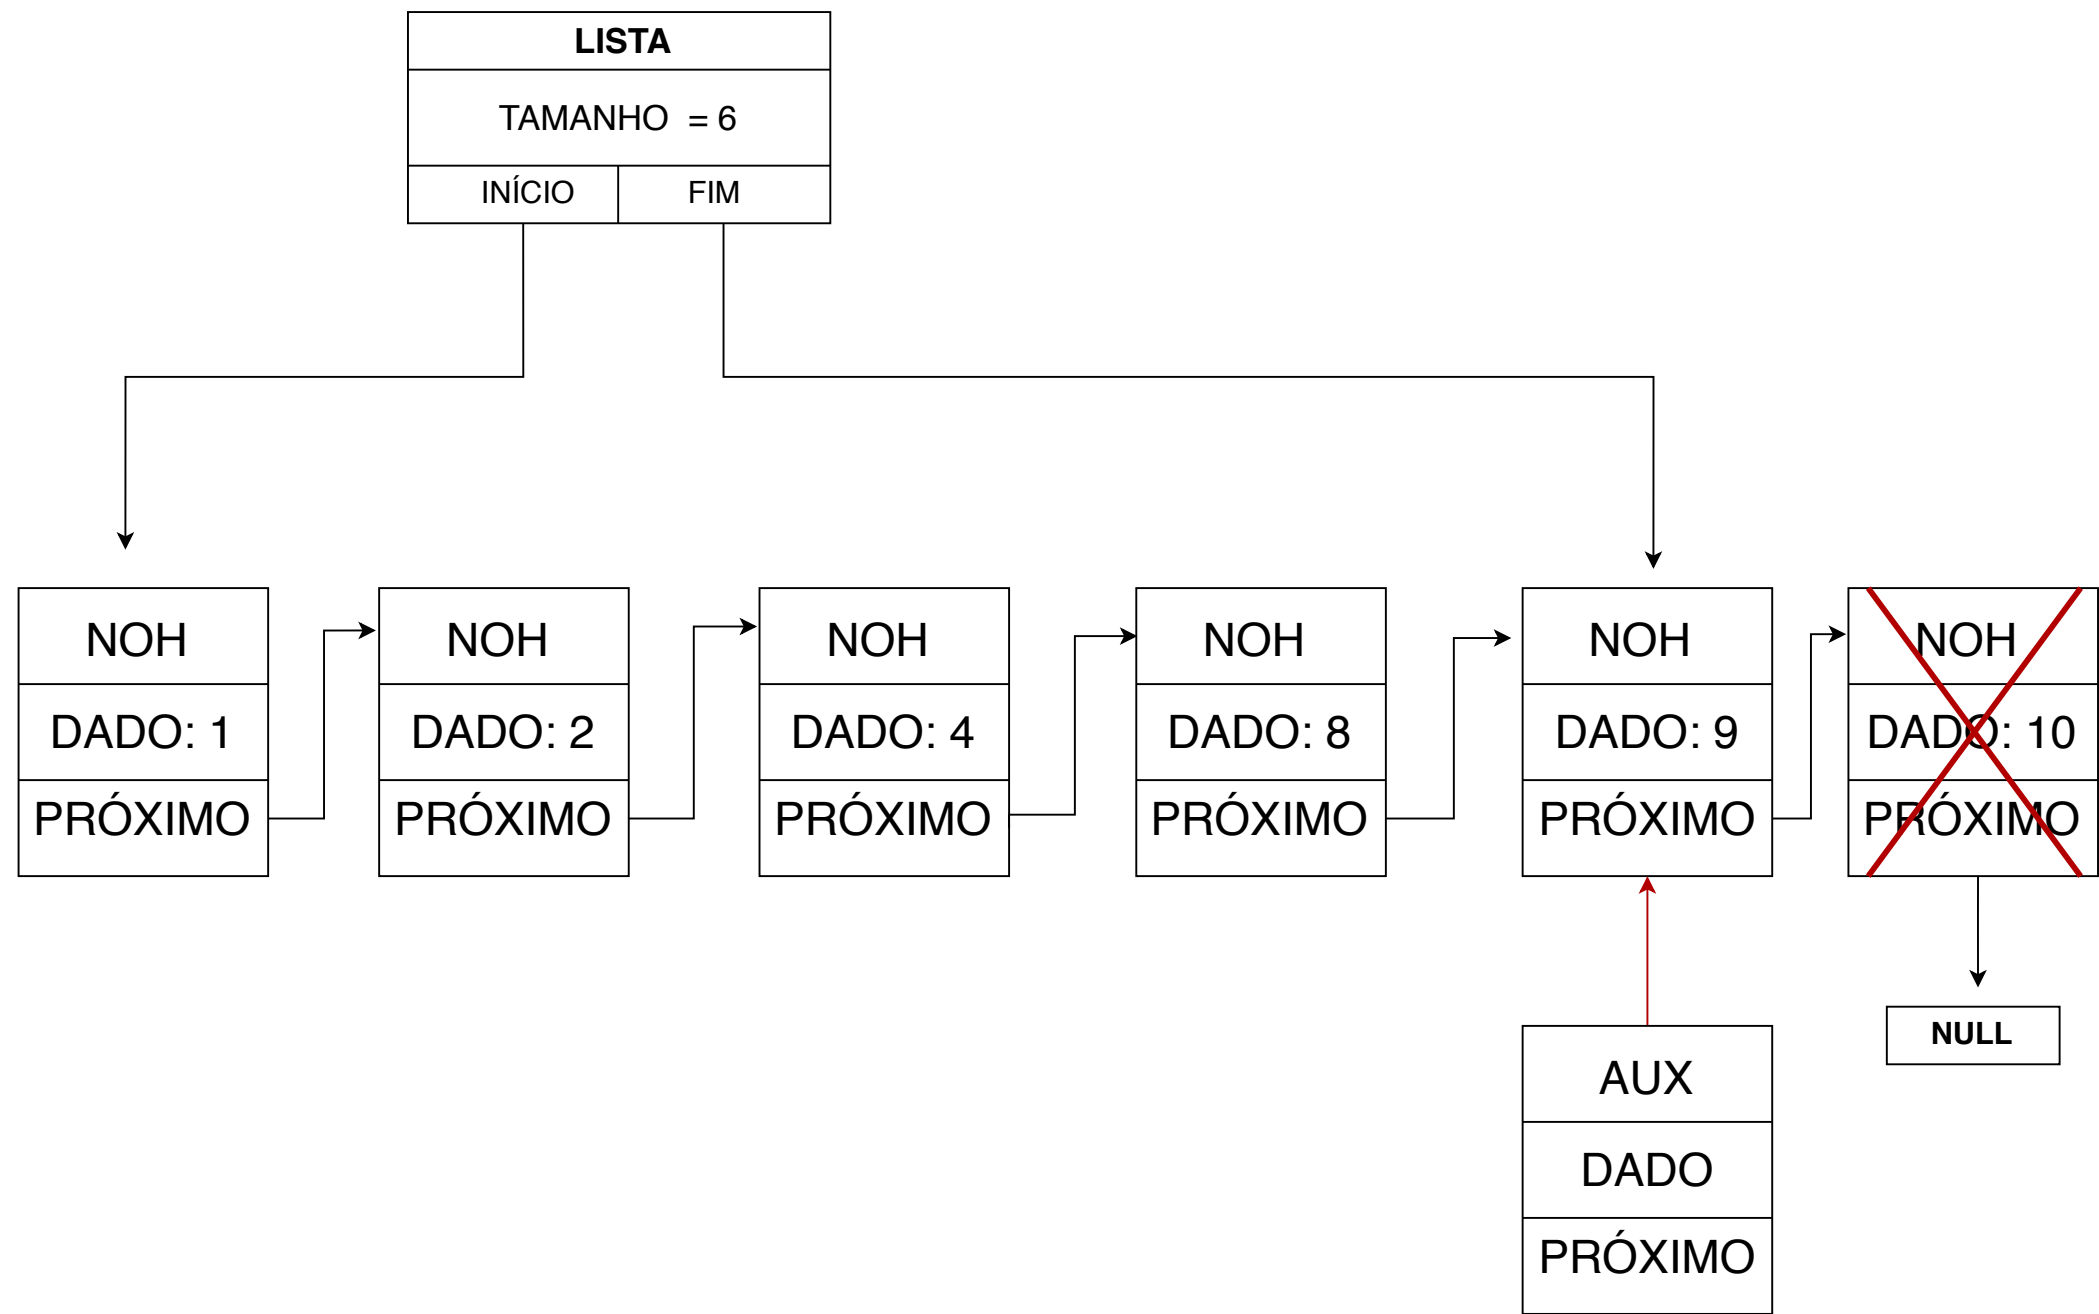 LISTA
TAMANHO = 6
INÍCIO FIM
NOH NOH NOH NOH NOH NOH
DADO: 1 DADO: 2 DADO: 4 DADO: 8 DADO: 9 DADO: 10
PRÓXIMO PRÓXIMO PRÓXIMO PRÓXIMO PRÓXIMO PRÓXIMO
NULL
AUX
DADO
PRÓXIMO